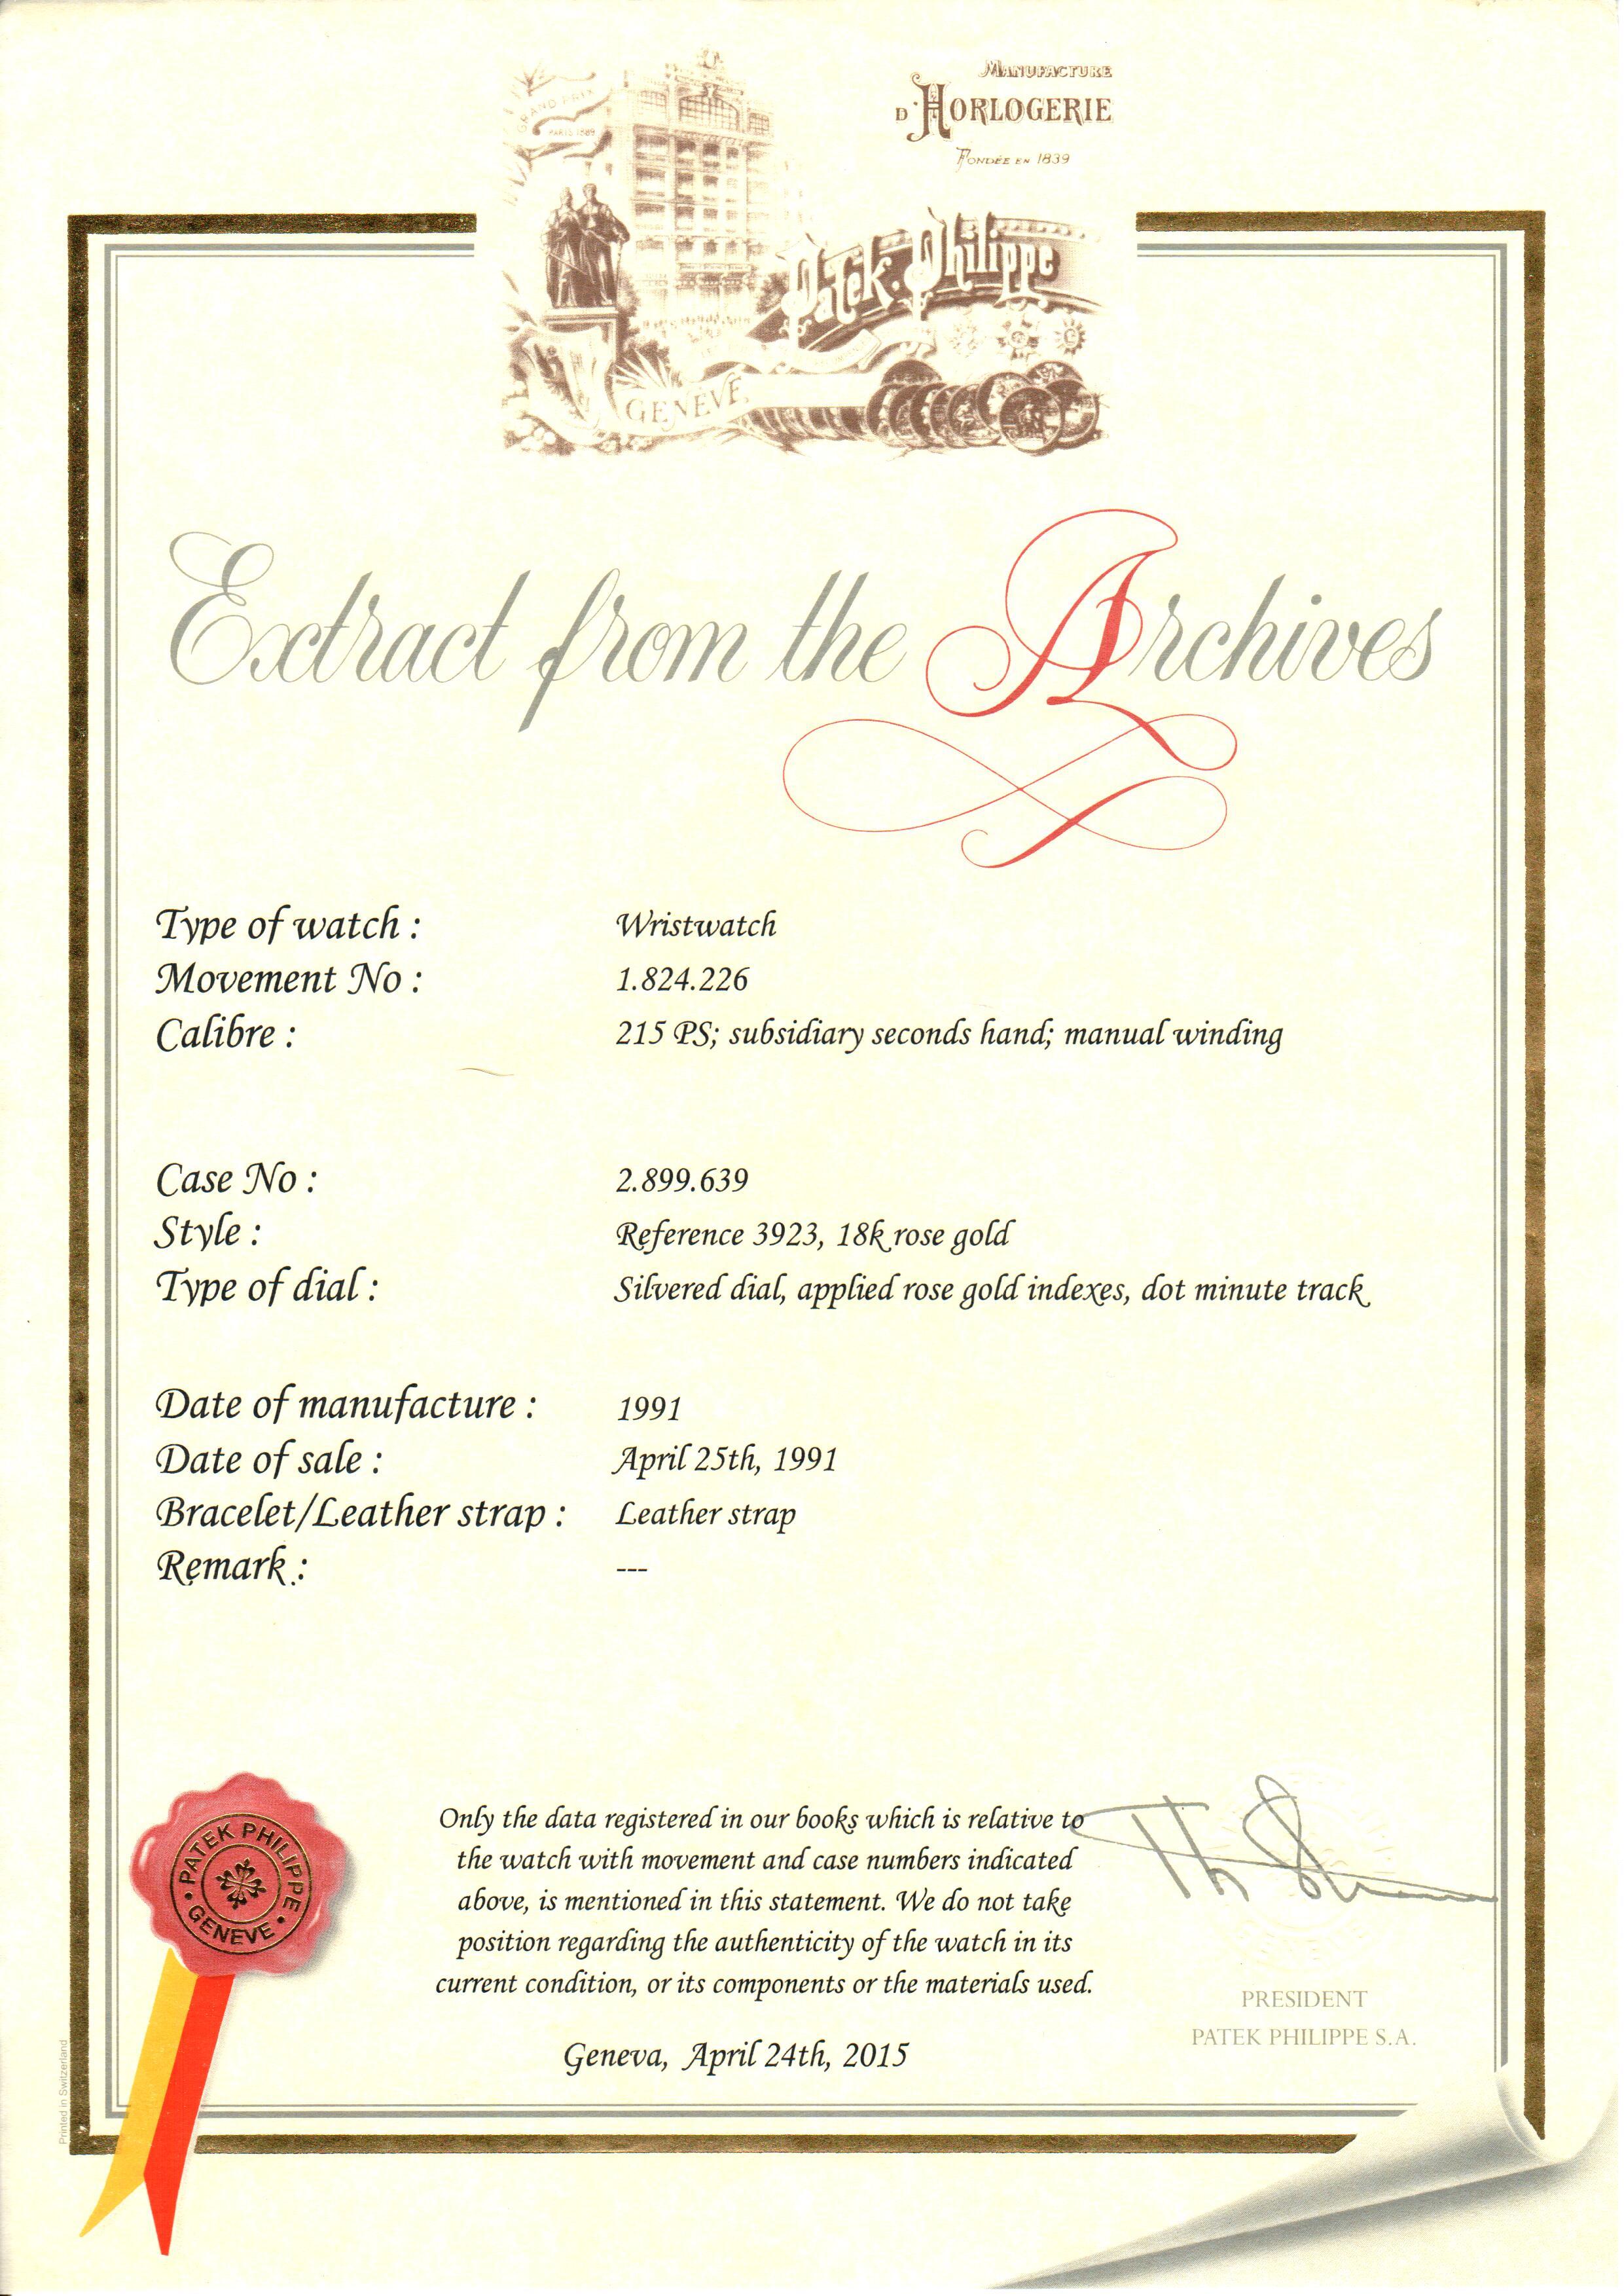 MANUFACTURE
D'HORLOGERIE
FONDÉE EN 1839
GRAND PRIX
PARIS 1889
Patek Philippe
GENÈVE
Extract from the Archives
Type of watch : Wristwatch
Movement No : 1.824.226
Calibre : 215 PS; subsidiary seconds hand; manual winding
Case No : 2.899.639
Style : Reference 3923, 18k rose gold
Type of dial : Silvered dial, applied rose gold indexes, dot minute track
Date of manufacture : 1991
Date of sale : April 25th, 1991
Bracelet/Leather strap : Leather strap
Remark : ---
PATEK PHILIPPE
GENEVE
Only the data registered in our books which is relative to
the watch with movement and case numbers indicated
above, is mentioned in this statement. We do not take
position regarding the authenticity of the watch in its
current condition, or its components or the materials used.
Geneva, April 24th, 2015
PRESIDENT
PATEK PHILIPPE S.A.
Printed in Switzerland